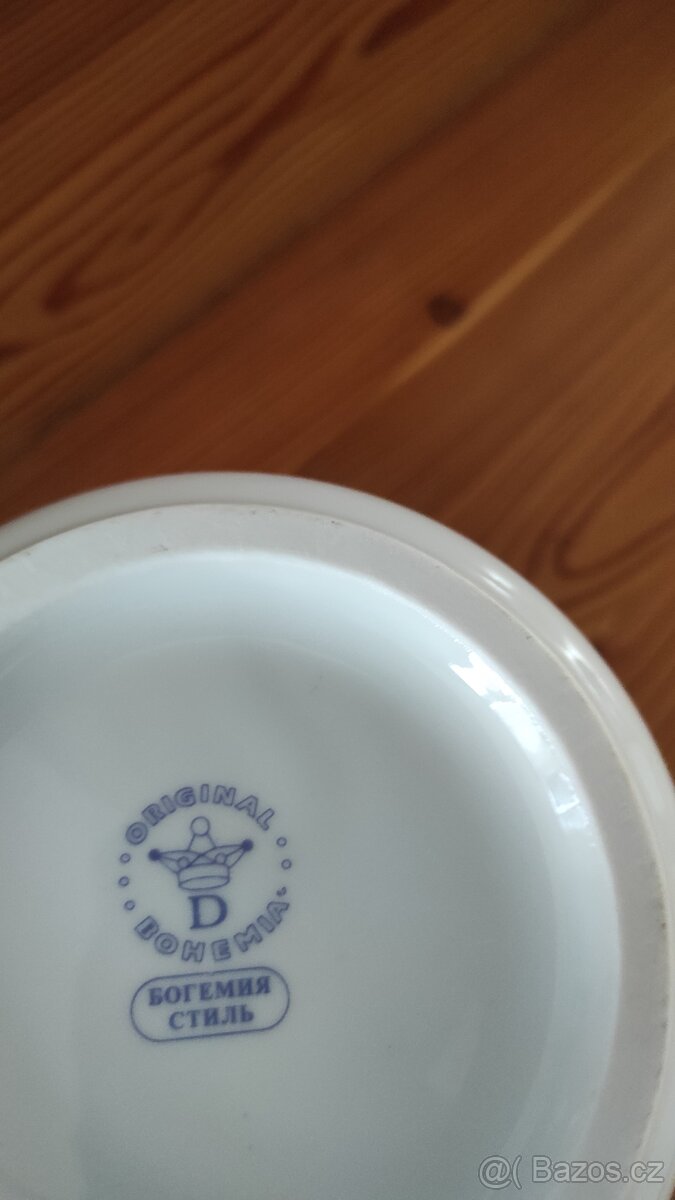 ORIGINAL
D
BOHEMIA
БОГЕМИЯ
СТИЛЬ
@( Bazos.cz